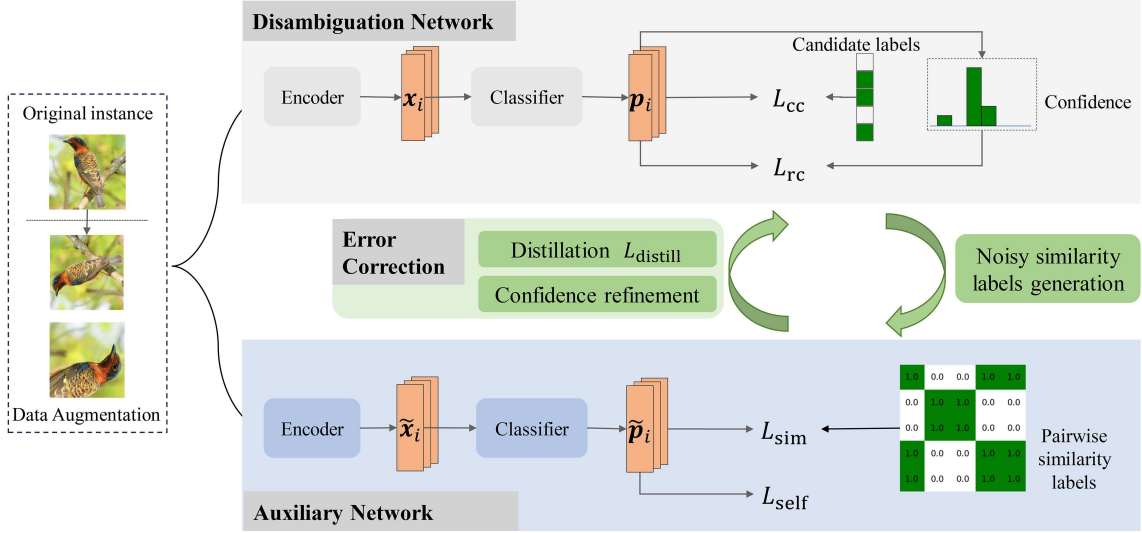 Disambiguation Network
Original instance
Data Augmentation
Encoder
x_i
Classifier
p_i
L_cc
L_rc
Candidate labels
Confidence
Error
Correction
Distillation L_distill
Confidence refinement
Noisy similarity
labels generation
Encoder
x̃_i
Classifier
p̃_i
L_sim
L_self
1.0 0.0 0.0 1.0 1.0
0.0 1.0 1.0 0.0 0.0
0.0 1.0 1.0 0.0 0.0
1.0 0.0 0.0 1.0 1.0
1.0 0.0 0.0 1.0 1.0
Pairwise
similarity
labels
Auxiliary Network